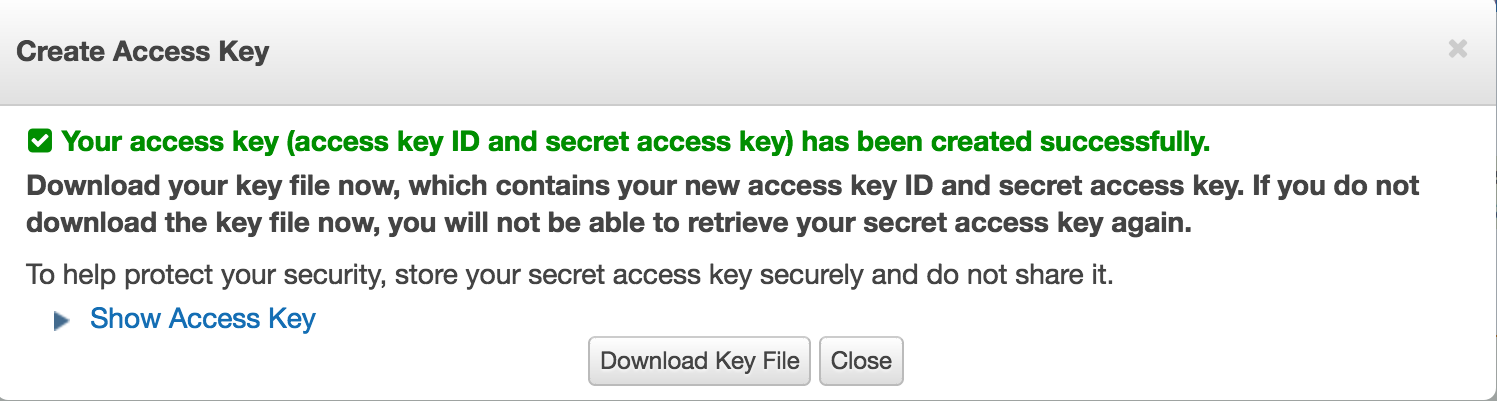 Create Access Key
Your access key (access key ID and secret access key) has been created successfully.
Download your key file now, which contains your new access key ID and secret access key. If you do not
download the key file now, you will not be able to retrieve your secret access key again.
To help protect your security, store your secret access key securely and do not share it.
Show Access Key
Download Key File Close